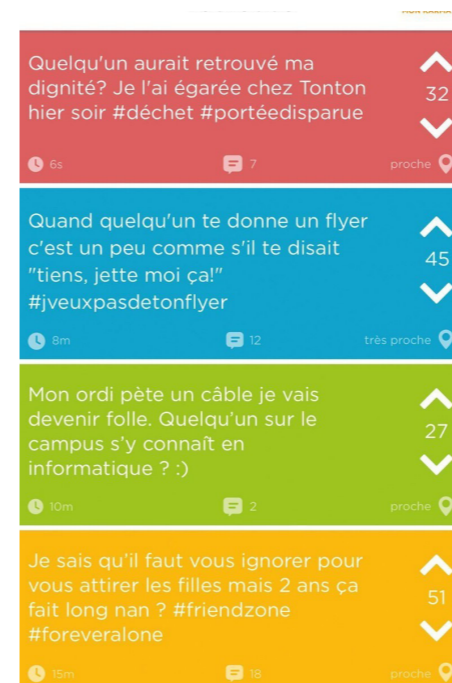 Quelqu'un aurait retrouvé ma
dignité? Je l'ai égarée chez Tonton
hier soir #déchet #portéedisparue
32
6s
7
proche
Quand quelqu'un te donne un flyer
c'est un peu comme s'il te disait
"tiens, jette moi ça!"
#jveuxpasdetonflyer
45
8m
12
très proche
Mon ordi pète un câble je vais
devenir folle. Quelqu'un sur le
campus s'y connaît en
informatique ? :)
27
10m
2
proche
Je sais qu'il faut vous ignorer pour
vous attirer les filles mais 2 ans ça
fait long nan ? #friendzone
#foreveralone
51
15m
18
proche